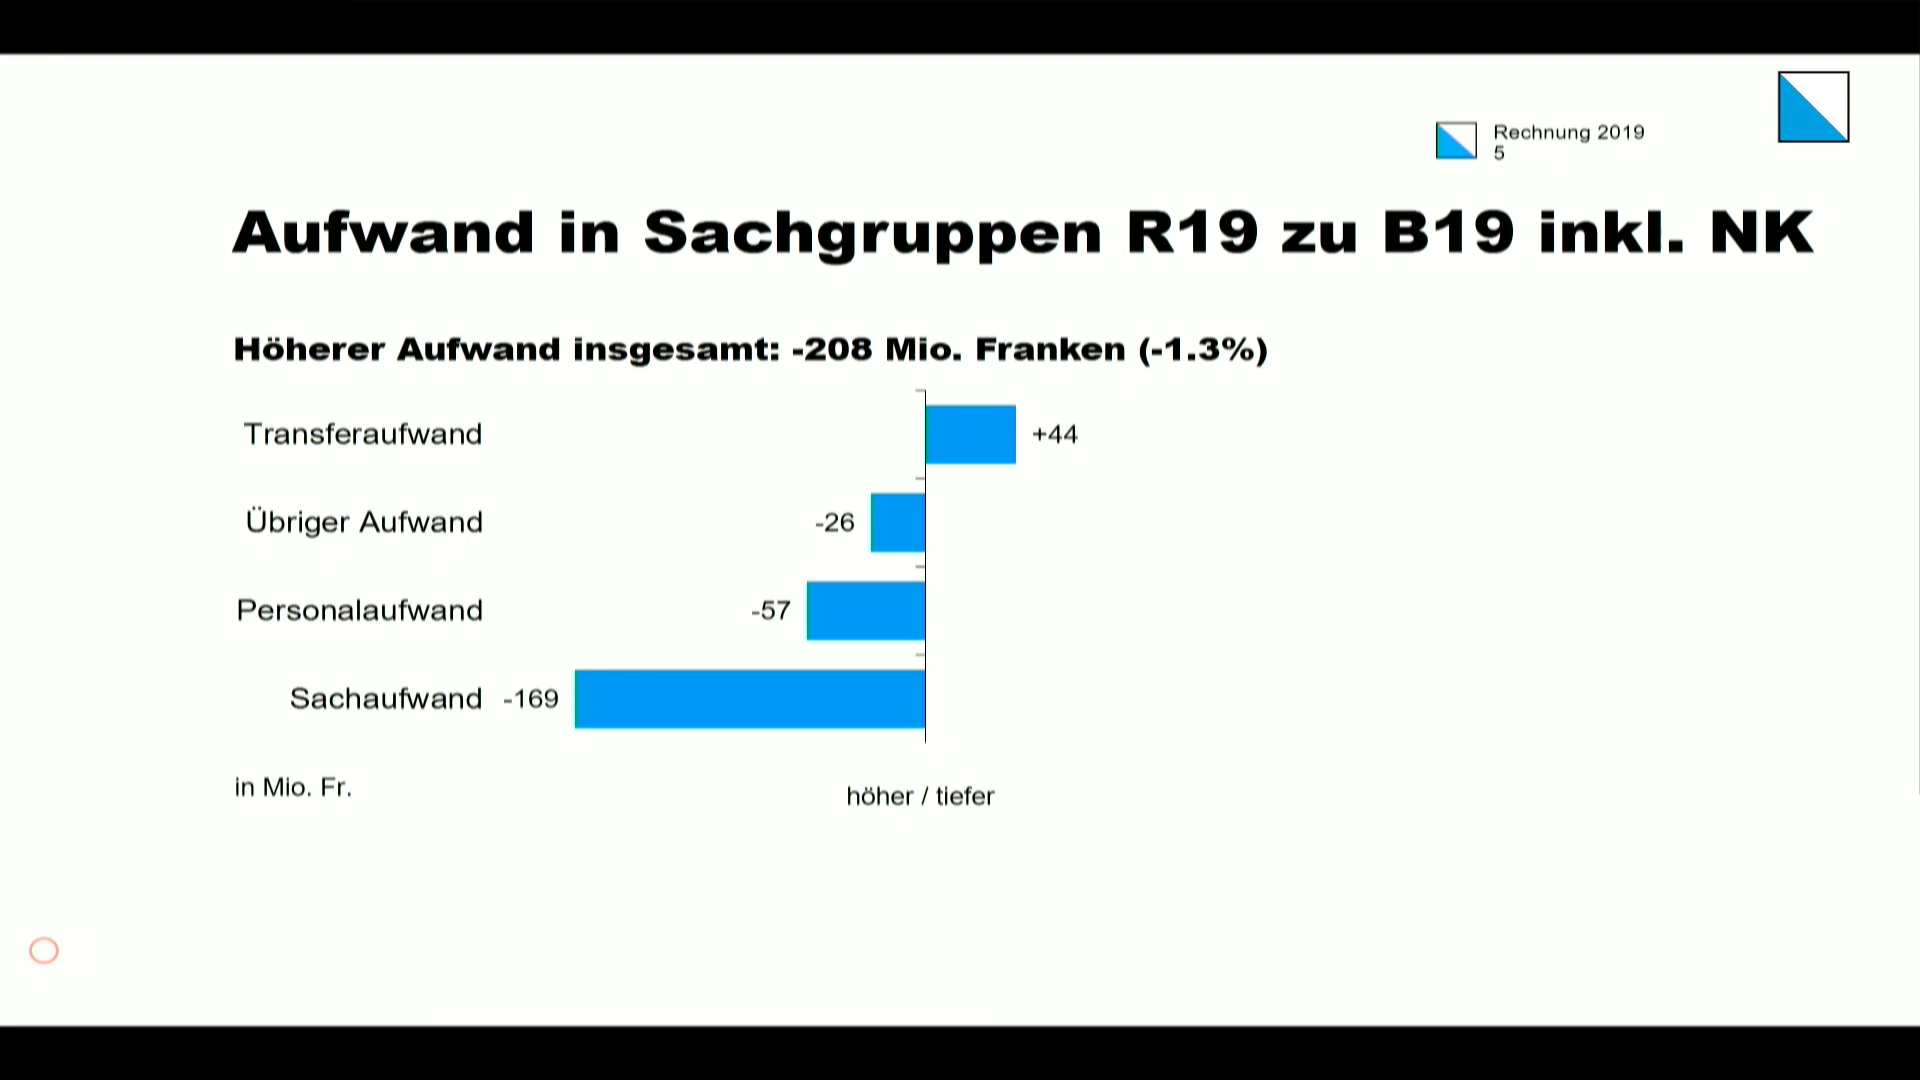 Rechnung 2019
5
Aufwand in Sachgruppen R19 zu B19 inkl. NK
Höherer Aufwand insgesamt: -208 Mio. Franken (-1.3%)
Transferaufwand +44
Übriger Aufwand -26
Personalaufwand -57
Sachaufwand -169
in Mio. Fr.
höher / tiefer